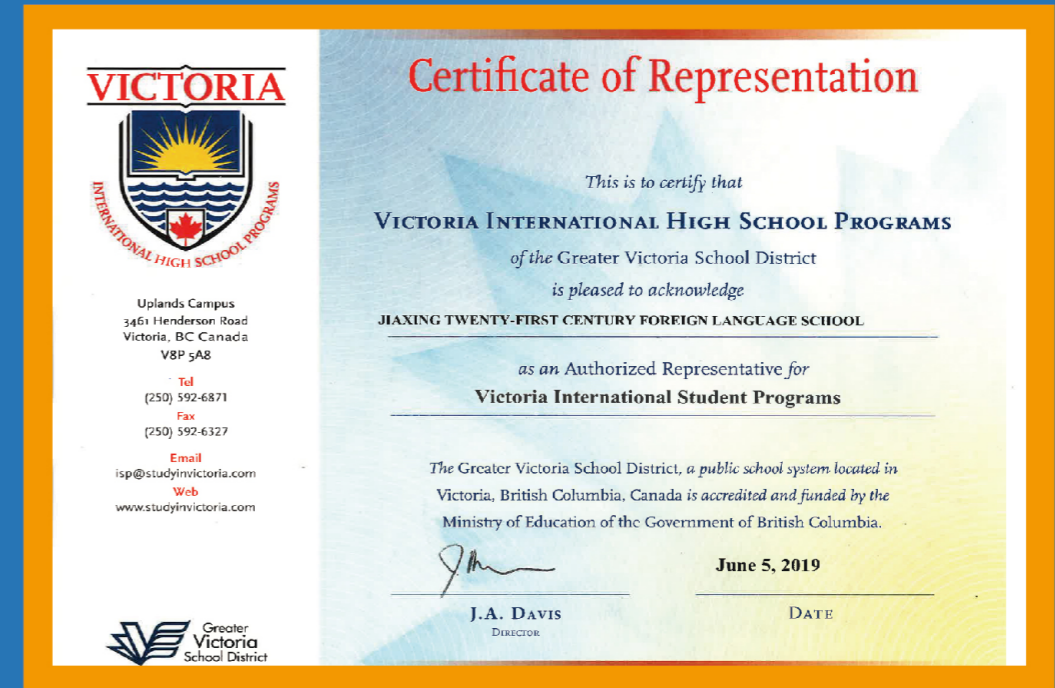 VICTORIA
INTERNATIONAL HIGH SCHOOL PROGRAMS
Uplands Campus
3461 Henderson Road
Victoria, BC Canada
V8P 5A8
Tel
(250) 592-6871
Fax
(250) 592-6327
Email
isp@studyinvictoria.com
Web
www.studyinvictoria.com
Greater
Victoria
School District
Certificate of Representation
This is to certify that
VICTORIA INTERNATIONAL HIGH SCHOOL PROGRAMS
of the Greater Victoria School District
is pleased to acknowledge
JIAXING TWENTY-FIRST CENTURY FOREIGN LANGUAGE SCHOOL
as an Authorized Representative for
Victoria International Student Programs
The Greater Victoria School District, a public school system located in
Victoria, British Columbia, Canada is accredited and funded by the
Ministry of Education of the Government of British Columbia.
June 5, 2019
J.A. DAVIS
DIRECTOR
DATE